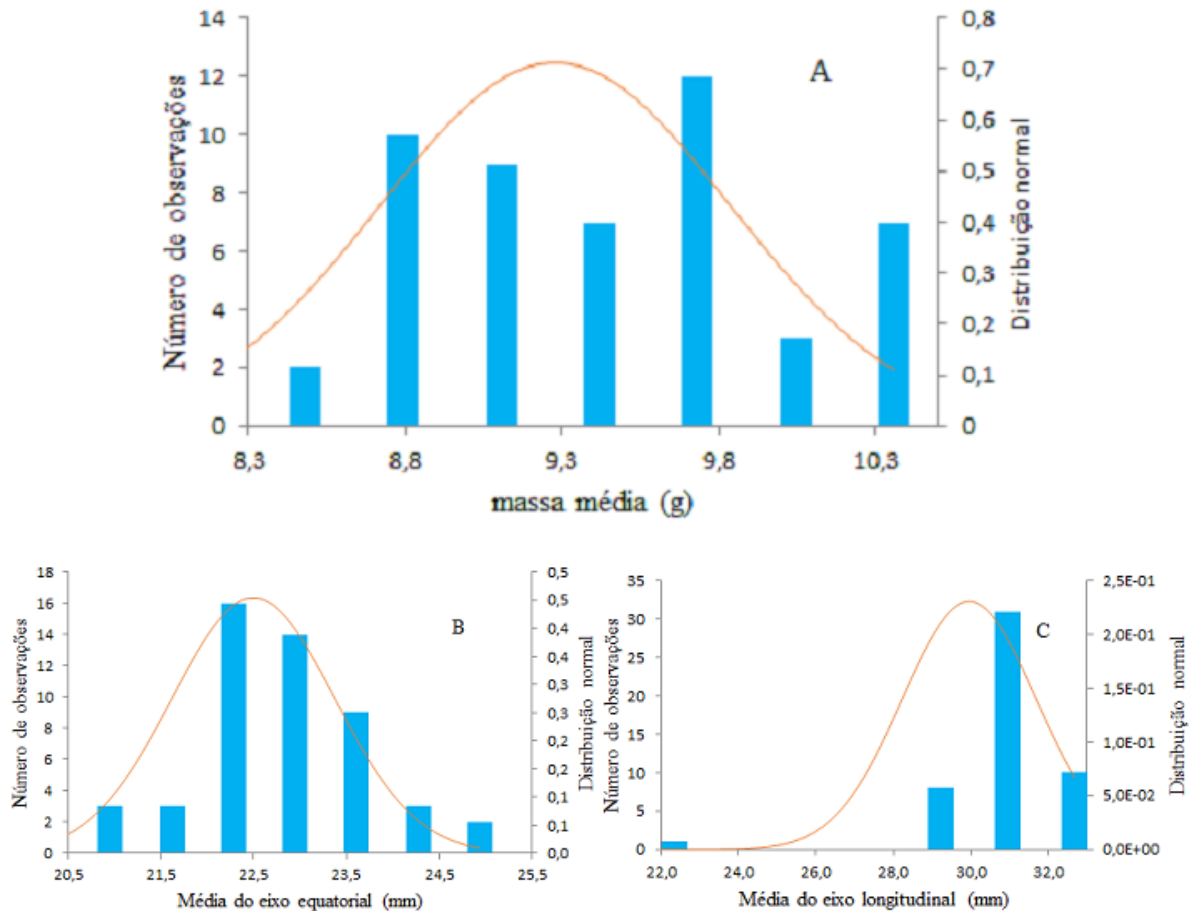 A
Número de observações
14
12
10
8
6
4
2
0
0,8
0,7
0,6
0,5
0,4
0,3
0,2
0,1
0
Distribuição normal
8,3 8,8 9,3 9,8 10,3
massa média (g)
B
Número de observações
18
16
14
12
10
8
6
4
2
0
0,5
0,5
0,4
0,4
0,3
0,3
0,2
0,2
0,1
0,1
0,0
Distribuição normal
20,5 21,5 22,5 23,5 24,5 25,5
Média do eixo equatorial (mm)
C
Número de observações
35
30
25
20
15
10
5
0
2,5E-01
2,0E-01
1,5E-01
1,0E-01
5,0E-02
0,0E+00
Distribuição normal
22,0 24,0 26,0 28,0 30,0 32,0
Média do eixo longitudinal (mm)